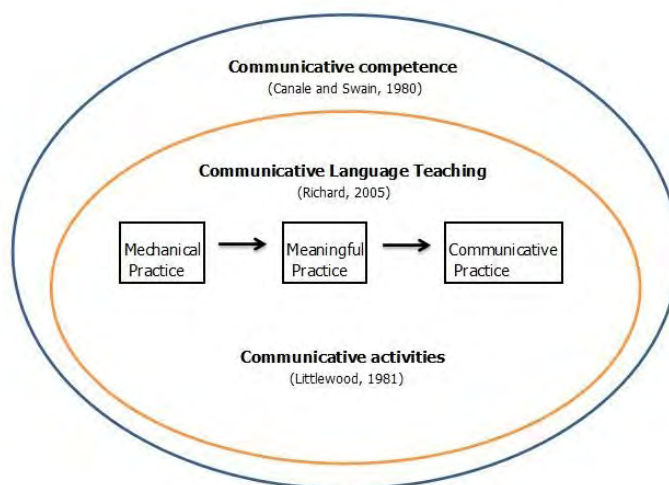 Communicative competence
(Canale and Swain, 1980)
Communicative Language Teaching
(Richard, 2005)
Mechanical
Practice
Meaningful
Practice
Communicative
Practice
Communicative activities
(Littlewood, 1981)